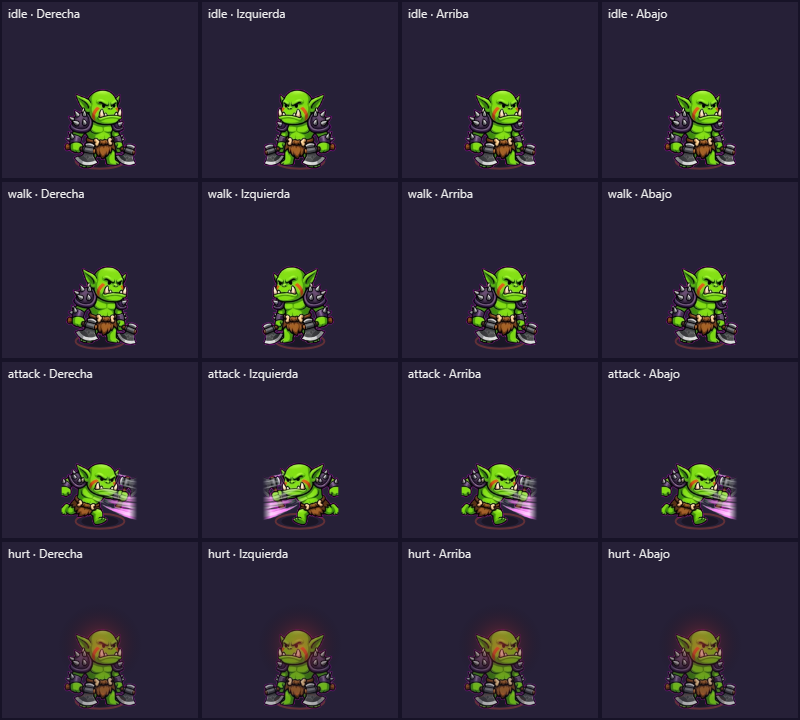 idle · Derecha
idle · Izquierda
idle · Arriba
idle · Abajo
walk · Derecha
walk · Izquierda
walk · Arriba
walk · Abajo
attack · Derecha
attack · Izquierda
attack · Arriba
attack · Abajo
hurt · Derecha
hurt · Izquierda
hurt · Arriba
hurt · Abajo